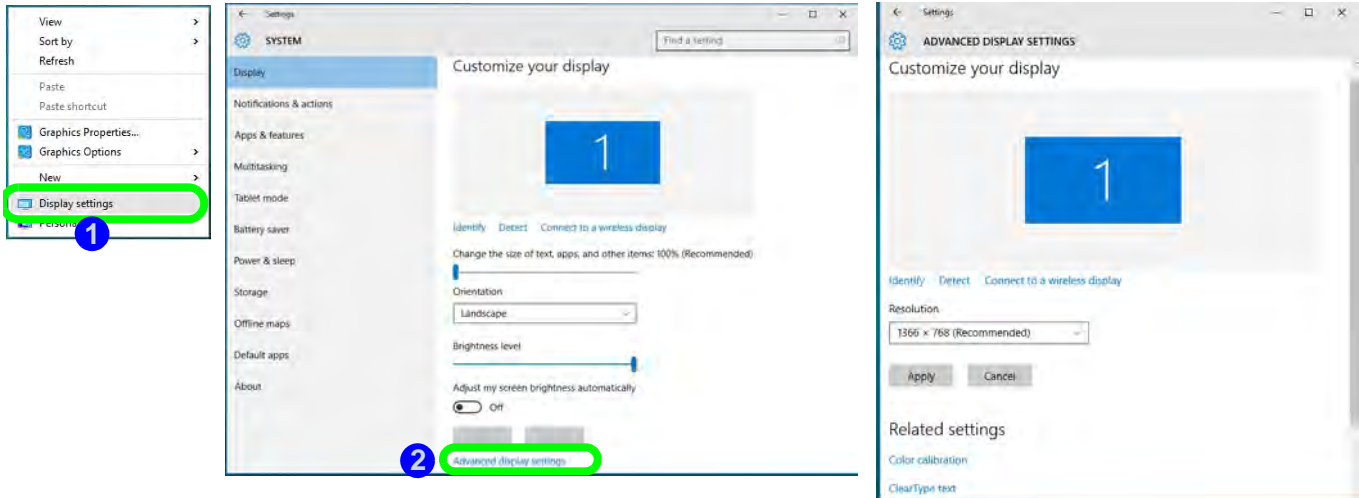 View
Sort by
Refresh
Paste
Paste shortcut
Graphics Properties...
Graphics Options
New
Display settings
1
Settings
SYSTEM
Find a setting
Display
Notifications & actions
Apps & features
Multitasking
Tablet mode
Battery saver
Power & sleep
Storage
Offline maps
Default apps
About
Customize your display
1
Identify Detect Connect to a wireless display
Change the size of text, apps, and other items: 100% (Recommended)
Orientation
Landscape
Brightness level
Adjust my screen brightness automatically
Off
2
Advanced display settings
Settings
ADVANCED DISPLAY SETTINGS
Customize your display
1
Identify Detect Connect to a wireless display
Resolution
1366 × 768 (Recommended)
Apply Cancel
Related settings
Color calibration
ClearType text